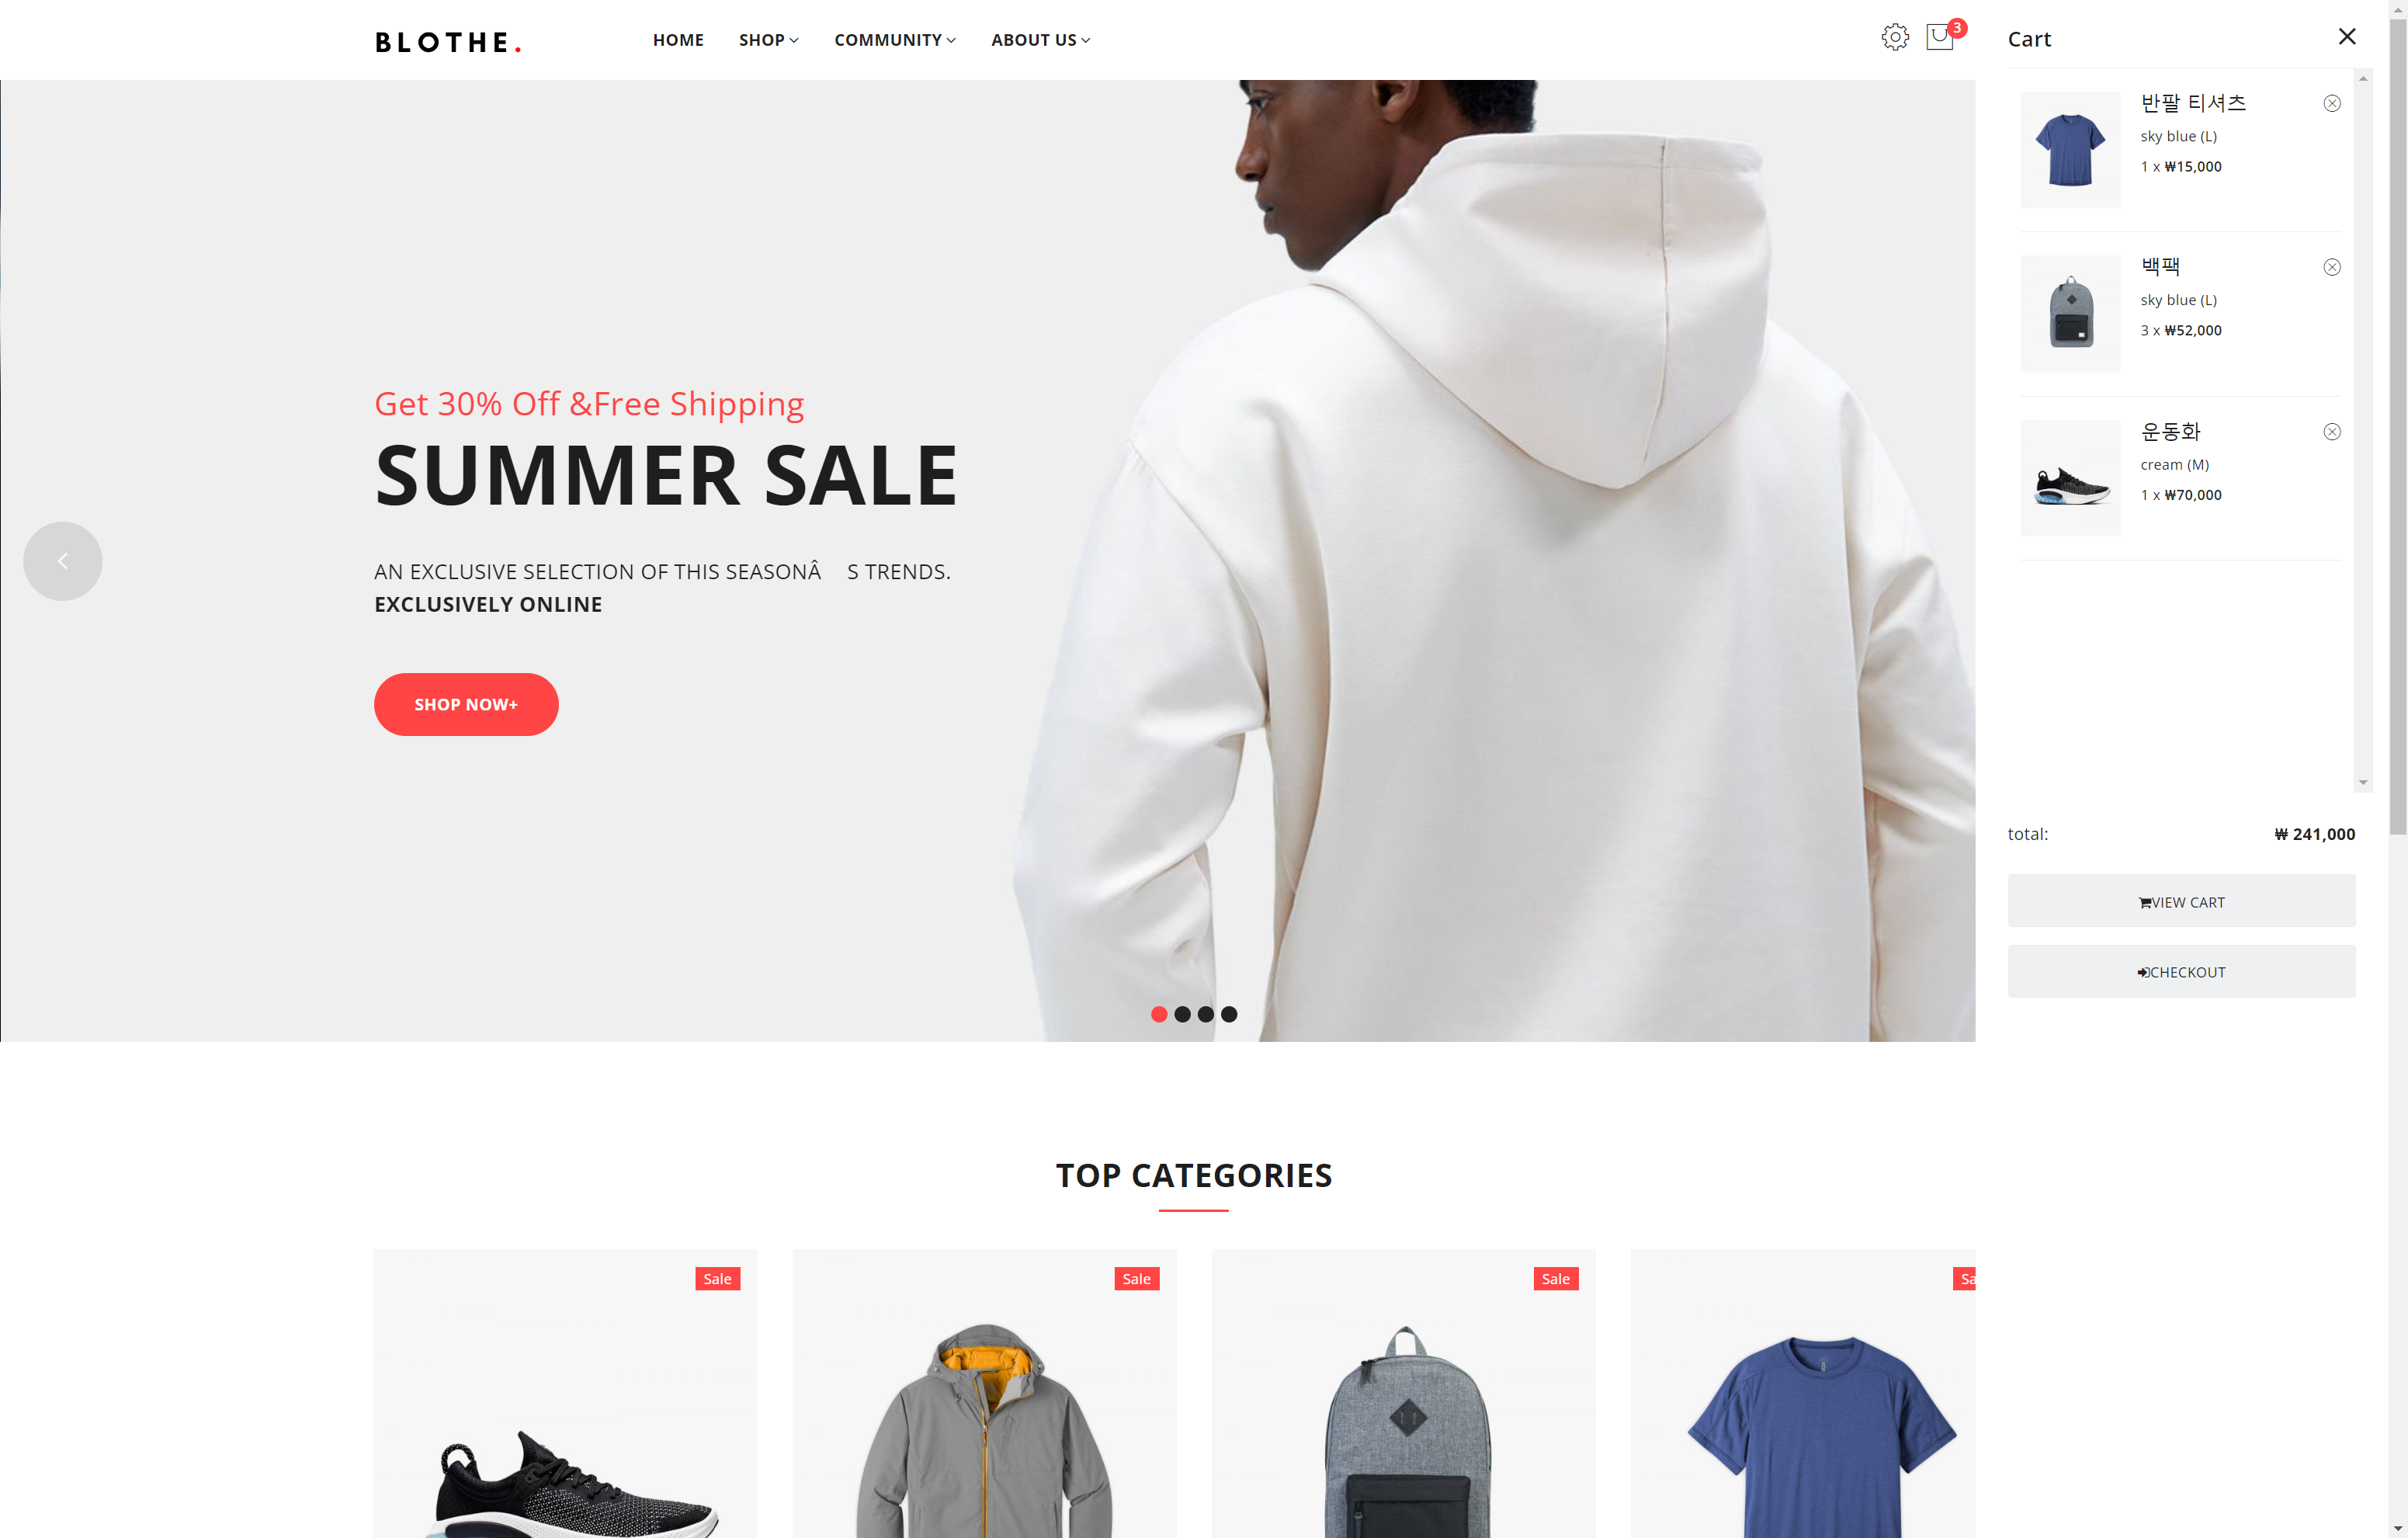 BLOTHE.
HOME SHOP COMMUNITY ABOUT US
3
Cart
반팔 티셔츠
sky blue (L)
1 x ₩15,000
백팩
sky blue (L)
3 x ₩52,000
운동화
cream (M)
1 x ₩70,000
total: ₩ 241,000
VIEW CART
CHECKOUT
Get 30% Off &Free Shipping
SUMMER SALE
AN EXCLUSIVE SELECTION OF THIS SEASONÂ S TRENDS.
EXCLUSIVELY ONLINE
SHOP NOW+
TOP CATEGORIES
Sale
Sale
Sale
Sa